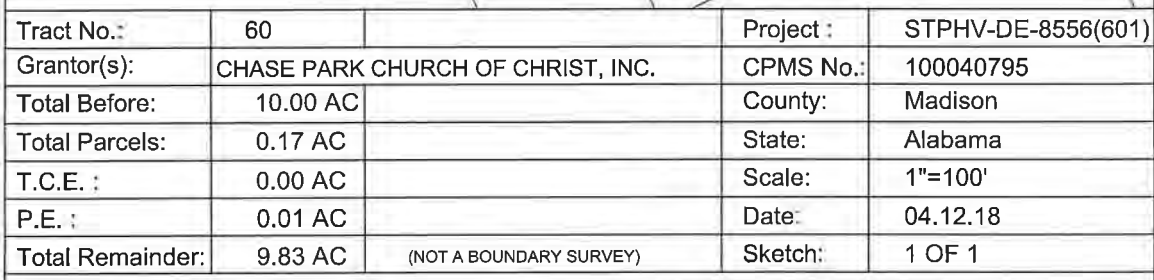 Tract No.: 60 Project : STPHV-DE-8556(601)
Grantor(s): CHASE PARK CHURCH OF CHRIST, INC. CPMS No.: 100040795
Total Before: 10.00 AC County: Madison
Total Parcels: 0.17 AC State: Alabama
T.C.E. : 0.00 AC Scale: 1"=100'
P.E. : 0.01 AC Date: 04.12.18
Total Remainder: 9.83 AC (NOT A BOUNDARY SURVEY) Sketch: 1 OF 1